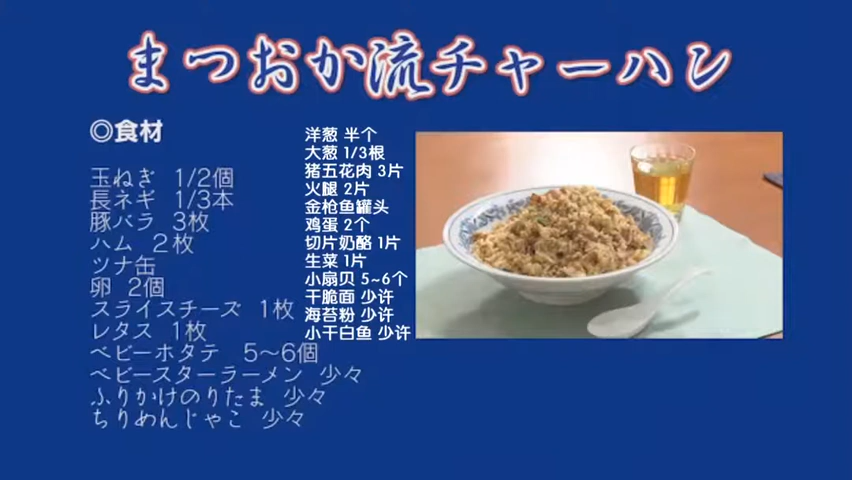 まつおか流チャーハン
◎食材
玉ねぎ 1/2個
長ネギ 1/3本
豚バラ 3枚
ハム 2枚
ツナ缶
卵 2個
スライスチーズ 1枚
レタス 1枚
ベビーホタテ 5〜6個
ベビースターラーメン 少々
ふりかけのりたま 少々
ちりめんじゃこ 少々
洋葱 半个
大葱 1/3根
猪五花肉 3片
火腿 2片
金枪鱼罐头
鸡蛋 2个
切片奶酪 1片
生菜 1片
小扇贝 5~6个
干脆面 少许
海苔粉 少许
小干白鱼 少许